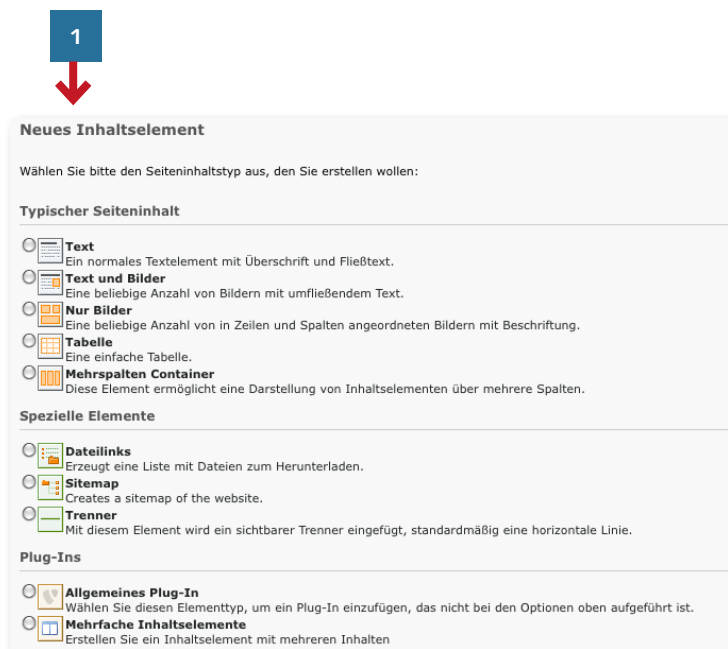 1
Neues Inhaltselement
Wählen Sie bitte den Seiteninhaltstyp aus, den Sie erstellen wollen:
Typischer Seiteninhalt
Text
Ein normales Textelement mit Überschrift und Fließtext.
Text und Bilder
Eine beliebige Anzahl von Bildern mit umfließendem Text.
Nur Bilder
Eine beliebige Anzahl von in Zeilen und Spalten angeordneten Bildern mit Beschriftung.
Tabelle
Eine einfache Tabelle.
Mehrspalten Container
Diese Element ermöglicht eine Darstellung von Inhaltselementen über mehrere Spalten.
Spezielle Elemente
Dateilinks
Erzeugt eine Liste mit Dateien zum Herunterladen.
Sitemap
Creates a sitemap of the website.
Trenner
Mit diesem Element wird ein sichtbarer Trenner eingefügt, standardmäßig eine horizontale Linie.
Plug-Ins
Allgemeines Plug-In
Wählen Sie diesen Elementtyp, um ein Plug-In einzufügen, das nicht bei den Optionen oben aufgeführt ist.
Mehrfache Inhaltselemente
Erstellen Sie ein Inhaltselement mit mehreren Inhalten